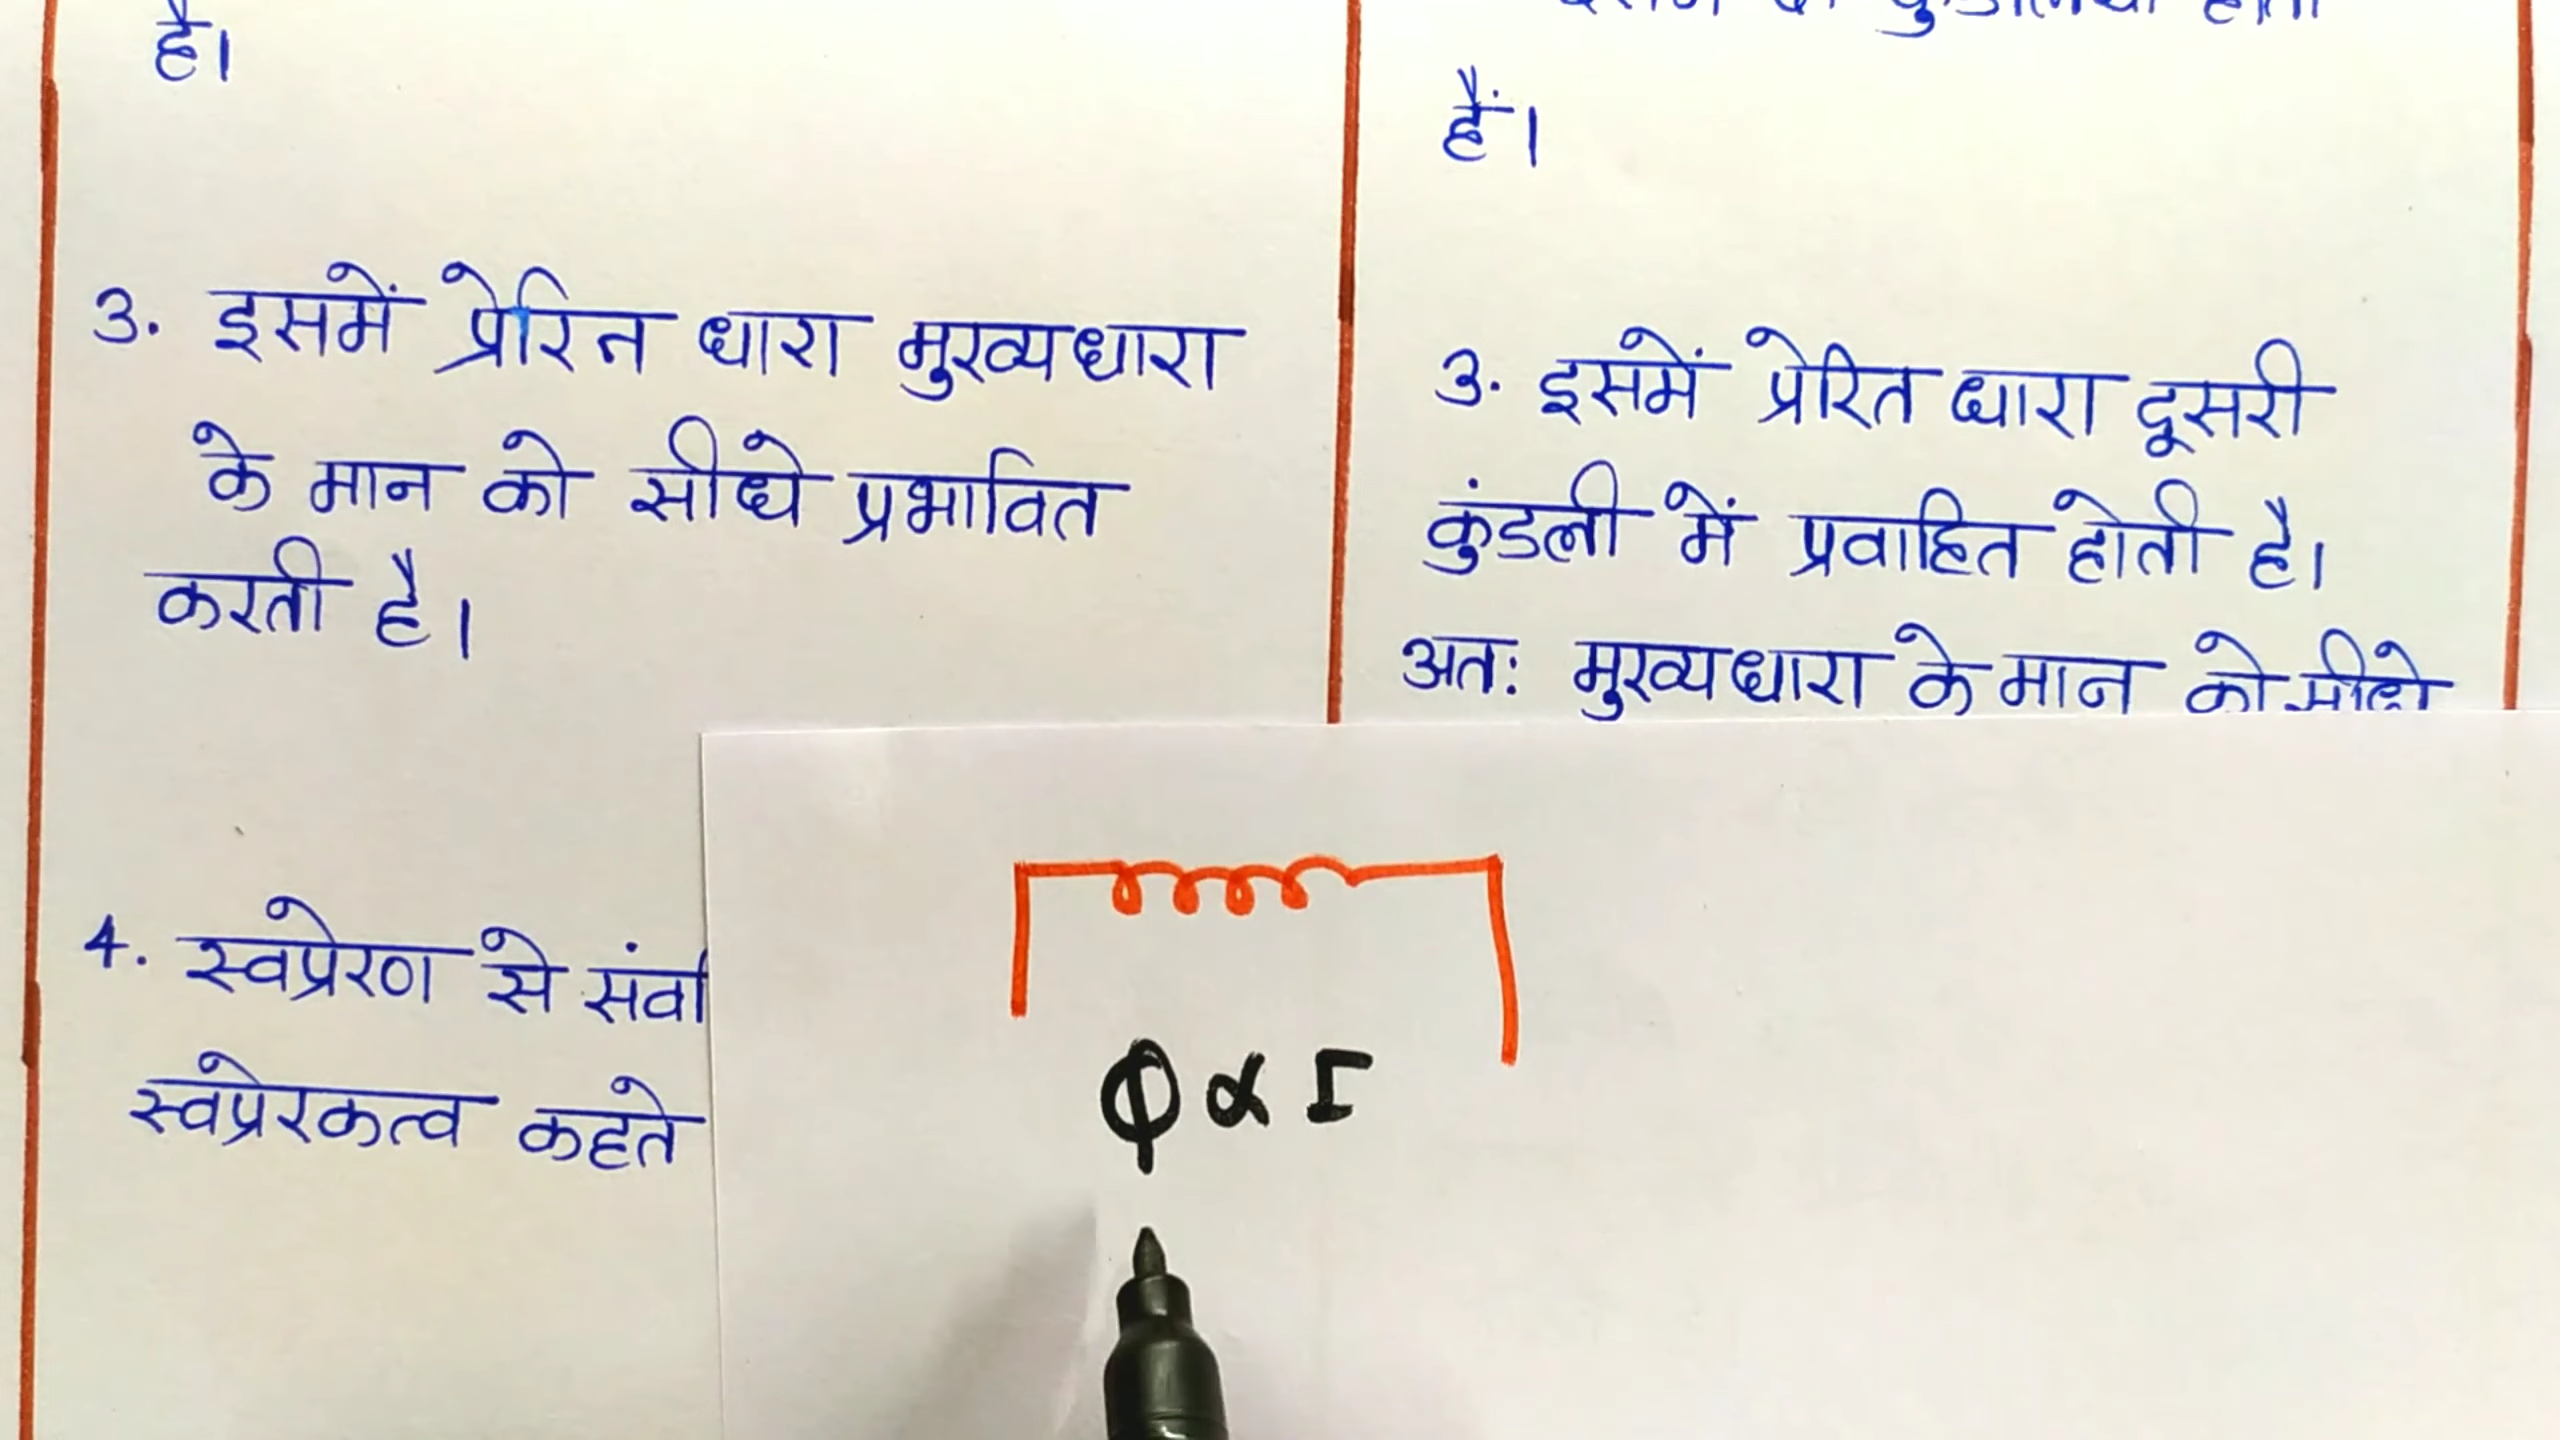 है।
3. इसमें प्रेरित धारा मुख्यधारा
के मान को सीधे प्रभावित
करती है।
4. स्वप्रेरण से
स्वप्रेरकत्व कहते
हैं।
3. इसमें प्रेरित धारा दूसरी
कुंडली में प्रवाहित होती है।
अतः मुख्यधारा के मान को सीधे
Φ ∝ I